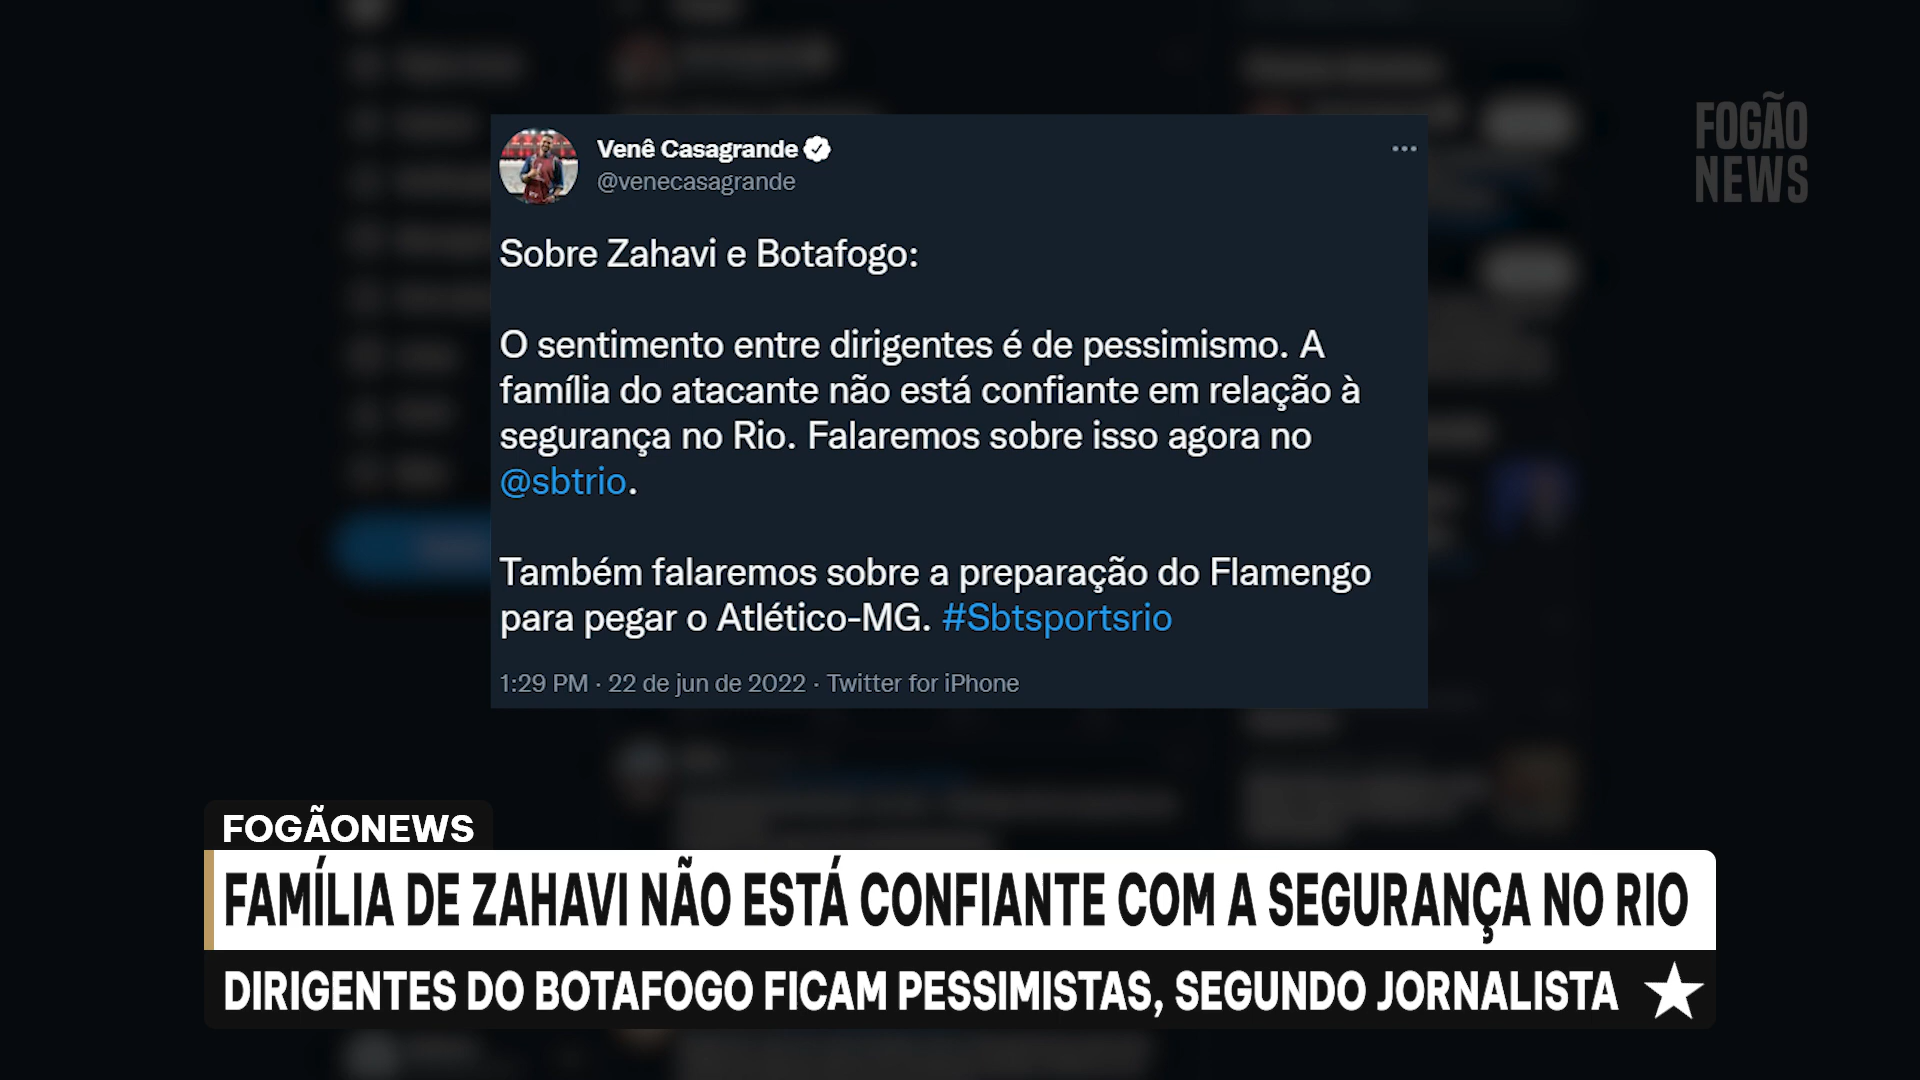 FOGÃO
NEWS
Venê Casagrande
@venecasagrande
Sobre Zahavi e Botafogo:
O sentimento entre dirigentes é de pessimismo. A
família do atacante não está confiante em relação à
segurança no Rio. Falaremos sobre isso agora no
@sbtrio.
Também falaremos sobre a preparação do Flamengo
para pegar o Atlético-MG. #Sbtsportsrio
1:29 PM · 22 de jun de 2022 · Twitter for iPhone
FOGÃONEWS
FAMÍLIA DE ZAHAVI NÃO ESTÁ CONFIANTE COM A SEGURANÇA NO RIO
DIRIGENTES DO BOTAFOGO FICAM PESSIMISTAS, SEGUNDO JORNALISTA